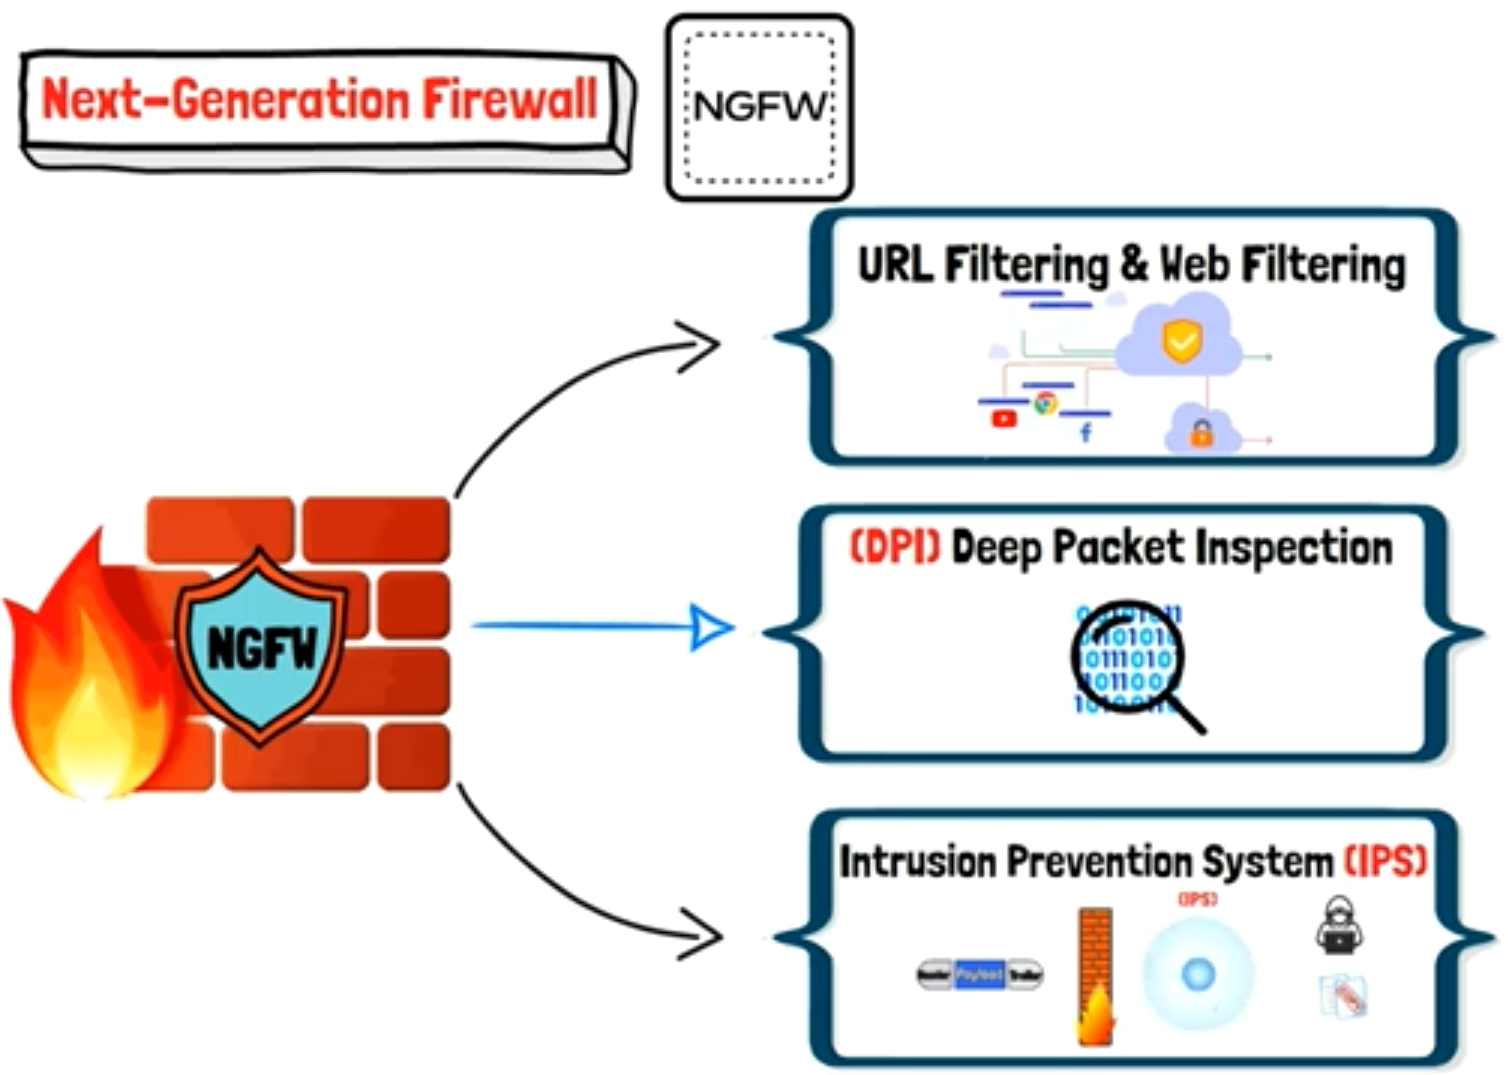 Next-Generation Firewall
NGFW
URL Filtering & Web Filtering
NGFW
(DPI) Deep Packet Inspection
Intrusion Prevention System (IPS)
(IPS)
Header Payload Trailer